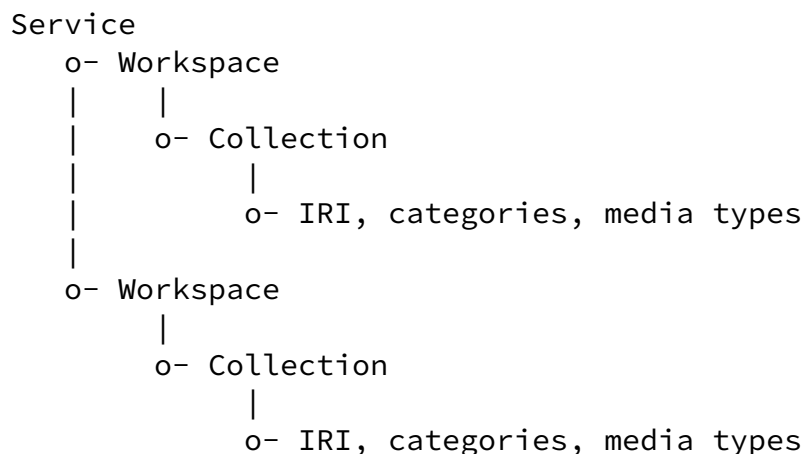 Service
o- Workspace
| |
| o- Collection
| |
| o- IRI, categories, media types
|
o- Workspace
|
o- Collection
|
o- IRI, categories, media types